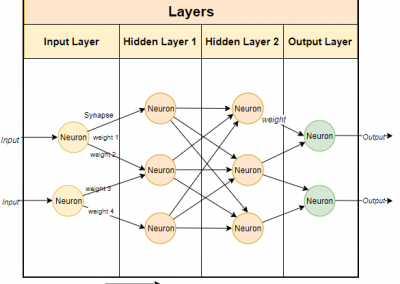 Layers
Input Layer
Hidden Layer 1
Hidden Layer 2
Output Layer
Synapse
Neuron
Neuron
weight
Input
Neuron
weight 1
Neuron
Output
weight 2
Neuron
Neuron
weight 3
Input
Neuron
weight 4
Neuron
Output
Neuron
Neuron